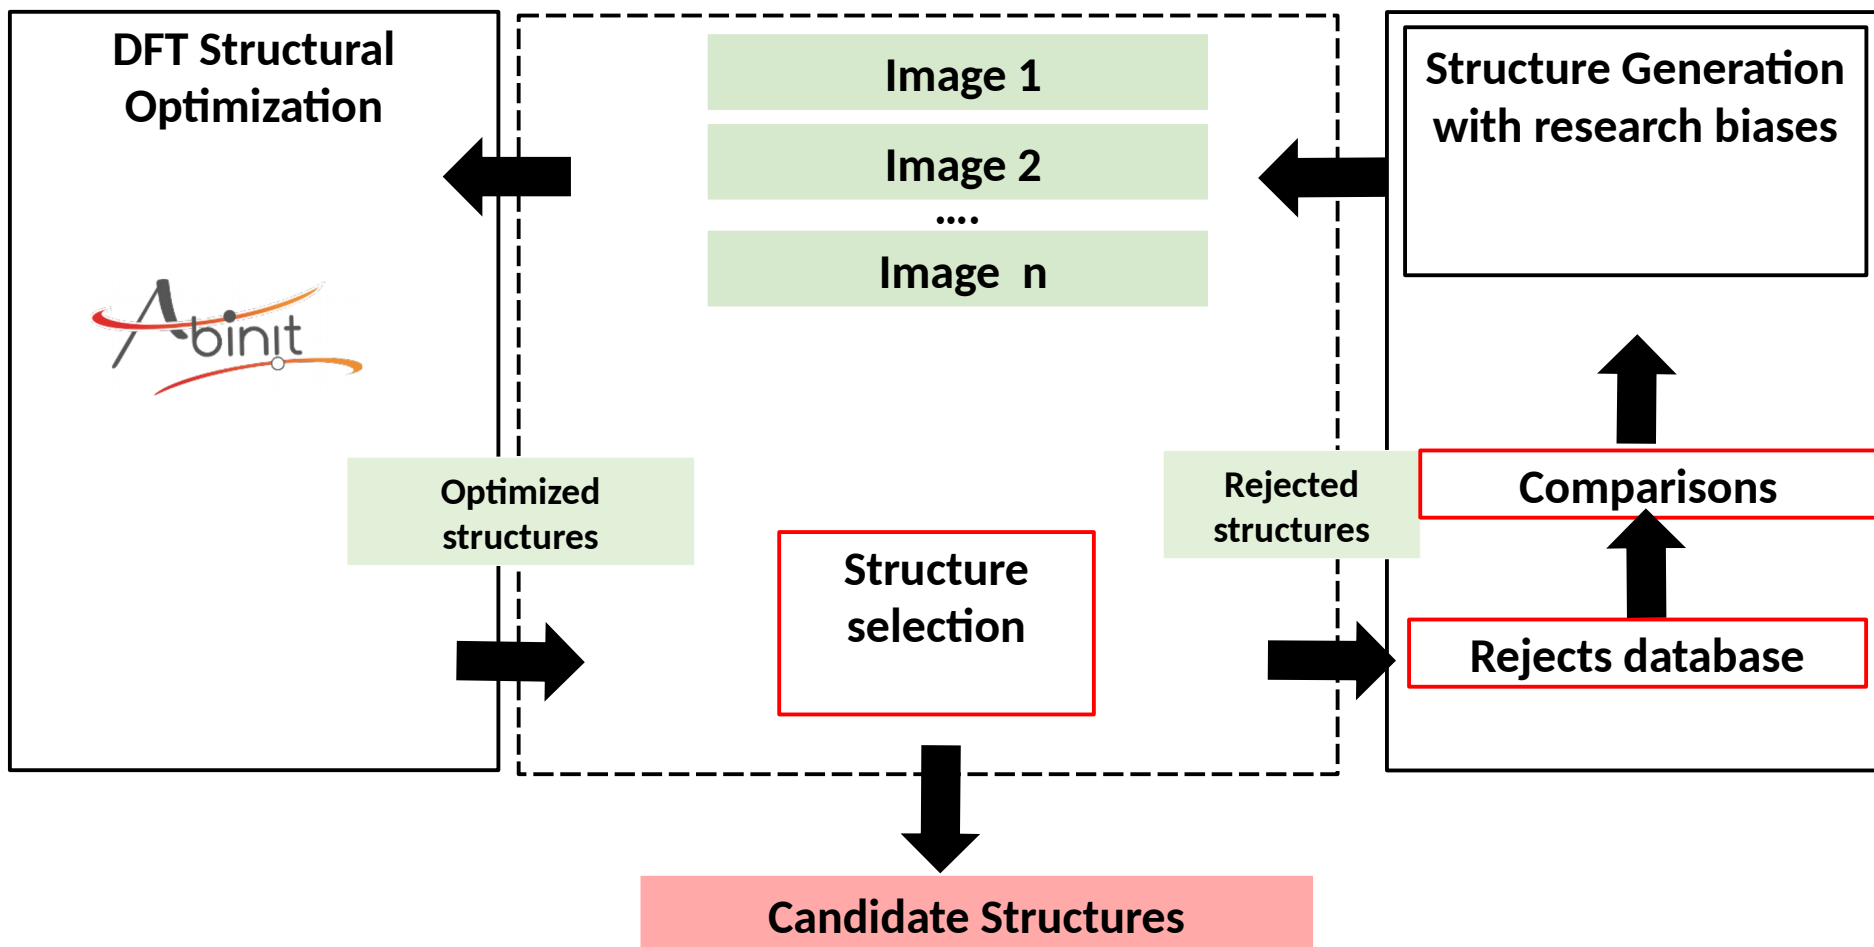 DFT Structural
Optimization
Abinit
Image 1
Image 2
....
Image n
Structure Generation
with research biases
Optimized
structures
Structure
selection
Rejected
structures
Comparisons
Rejects database
Candidate Structures